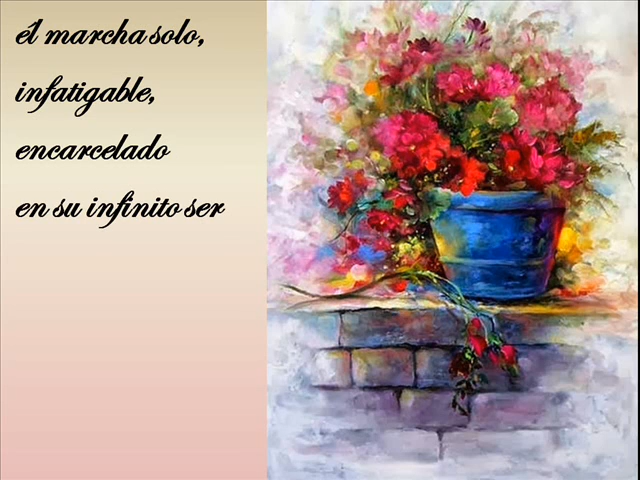 él marcha solo,
infatigable,
encarcelado
en su infinito ser